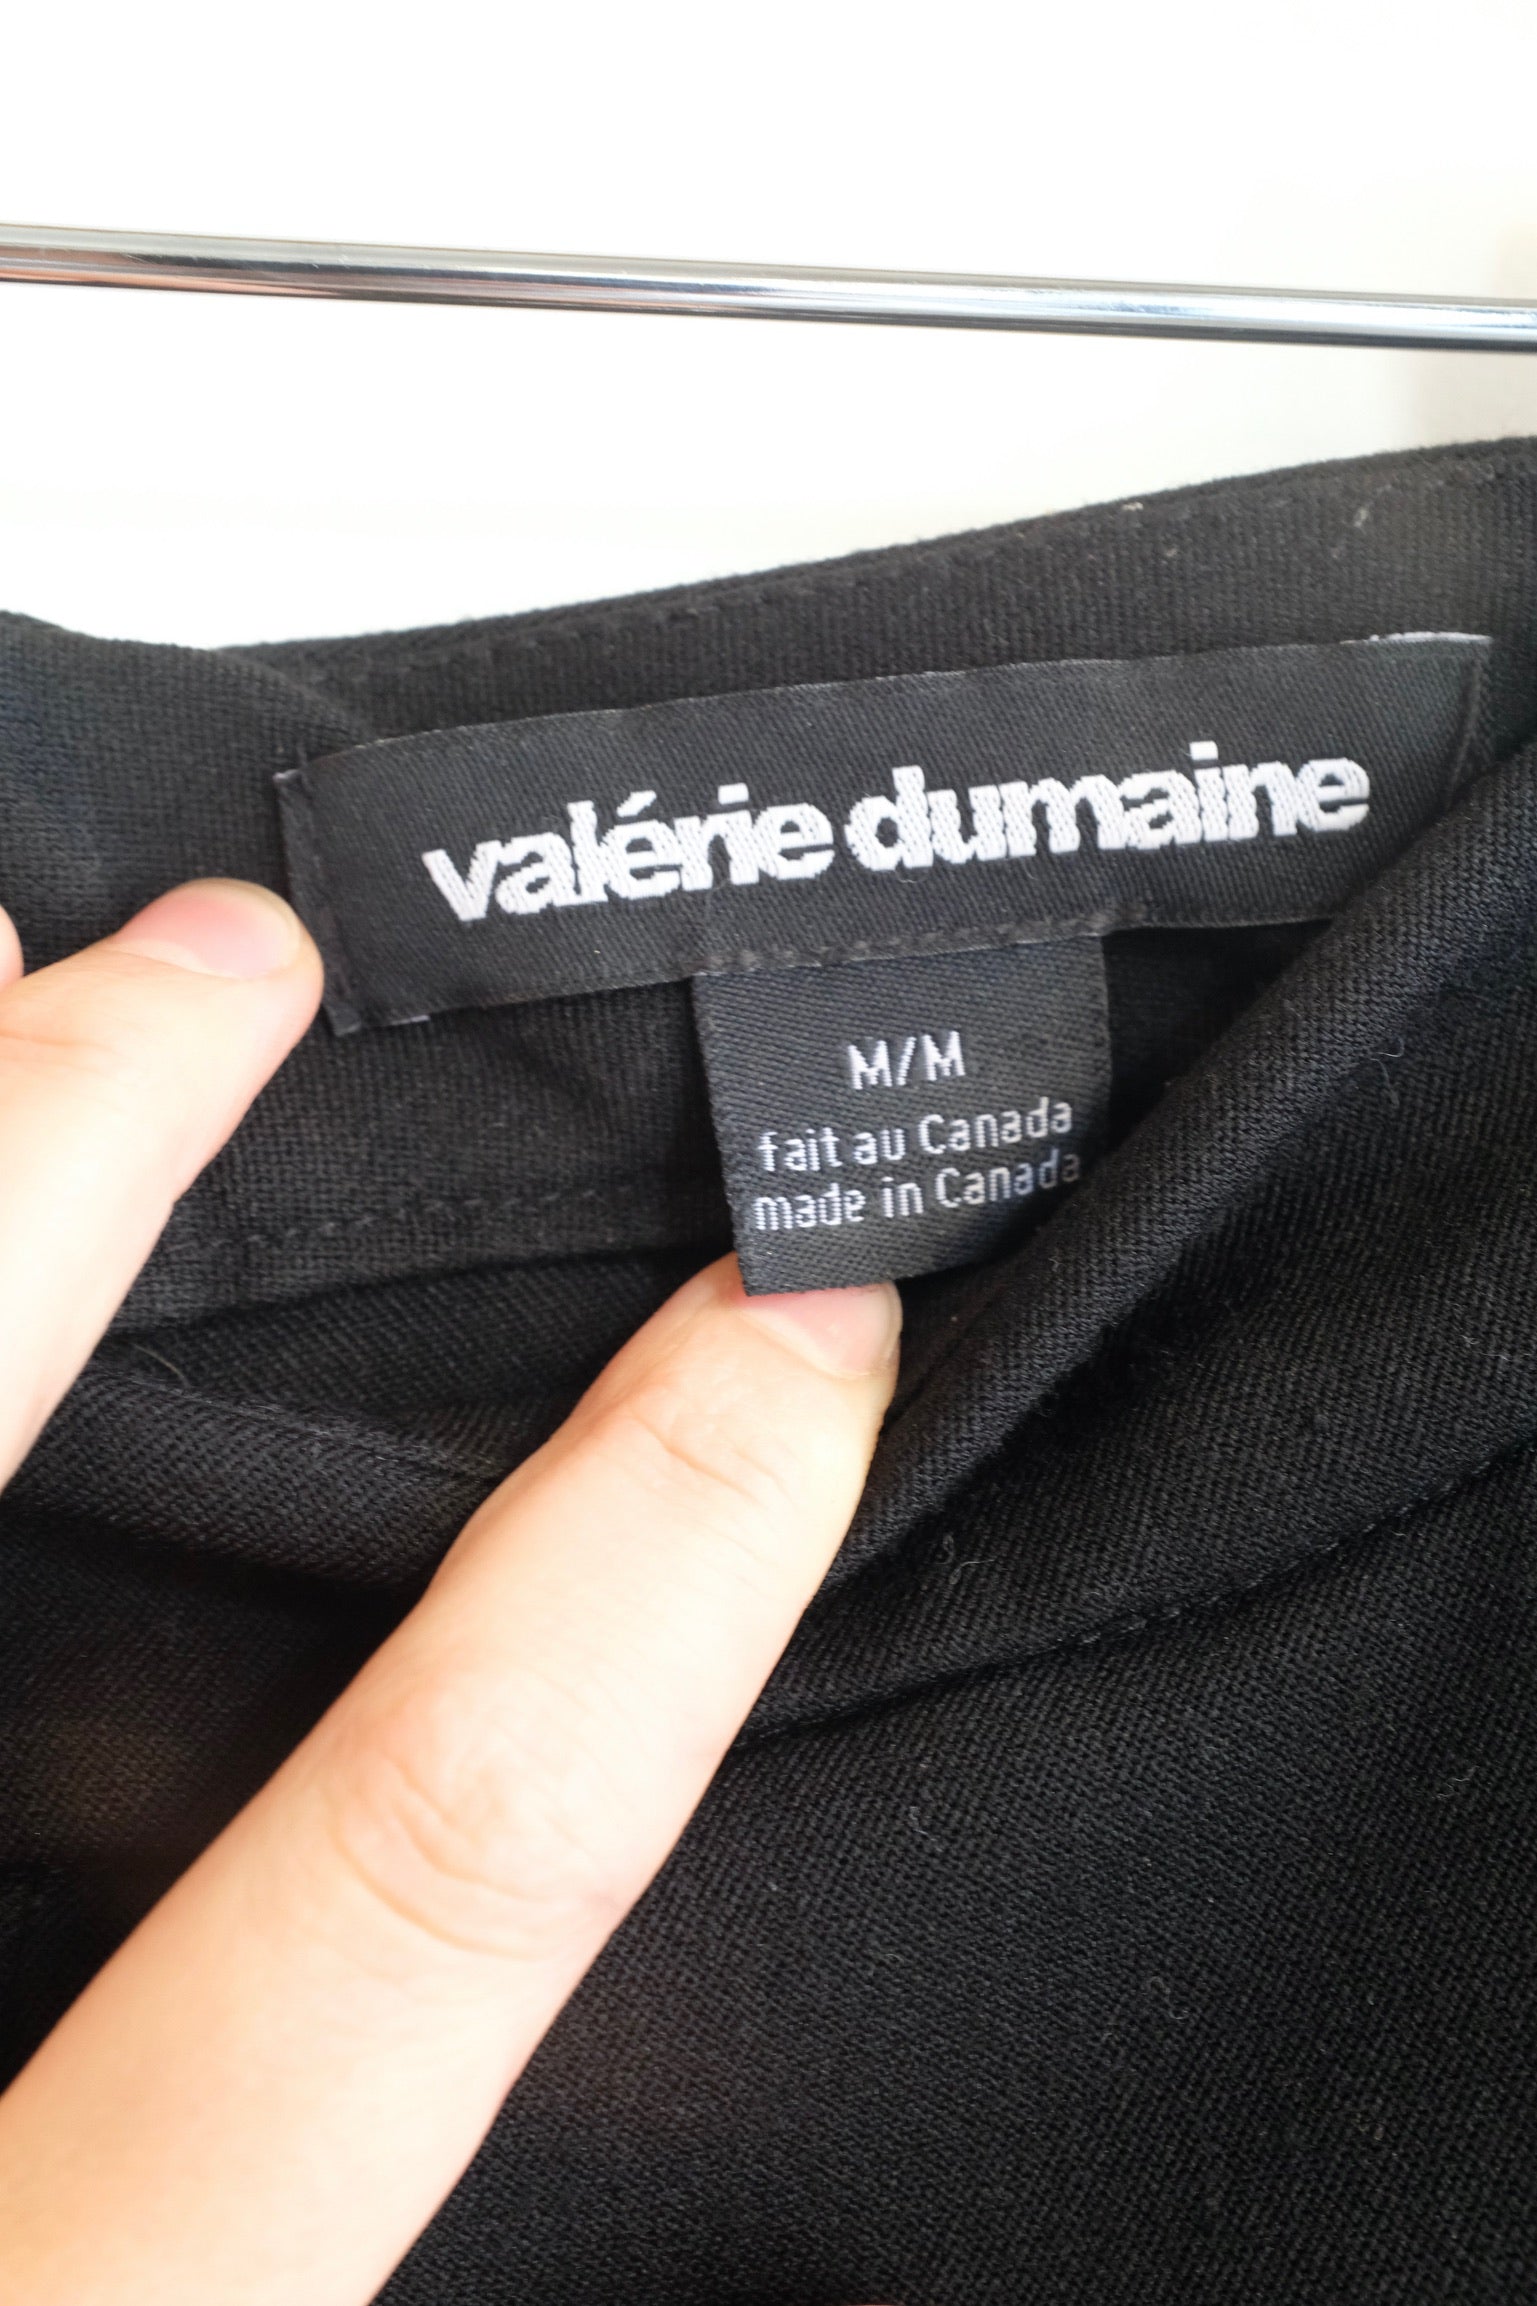 valérie dumaine
M/M
fait au Canada
made in Canada